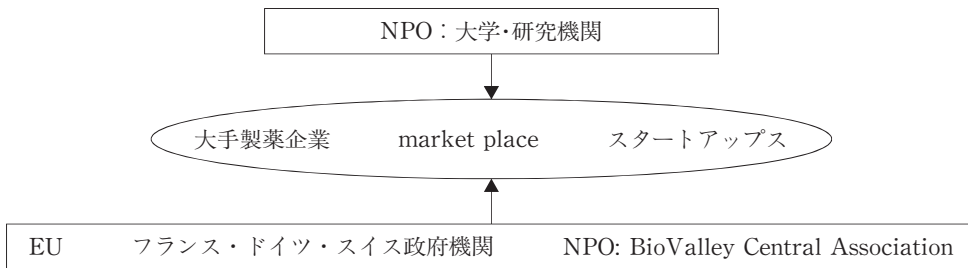 NPO：大学・研究機関
大手製薬企業 market place スタートアップス
EU フランス・ドイツ・スイス政府機関 NPO: BioValley Central Association